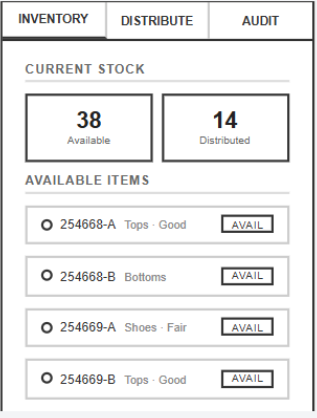 INVENTORY DISTRIBUTE AUDIT
CURRENT STOCK
38 14
Available Distributed
AVAILABLE ITEMS
254668-A Tops · Good AVAIL
254668-B Bottoms AVAIL
254669-A Shoes · Fair AVAIL
254669-B Tops · Good AVAIL